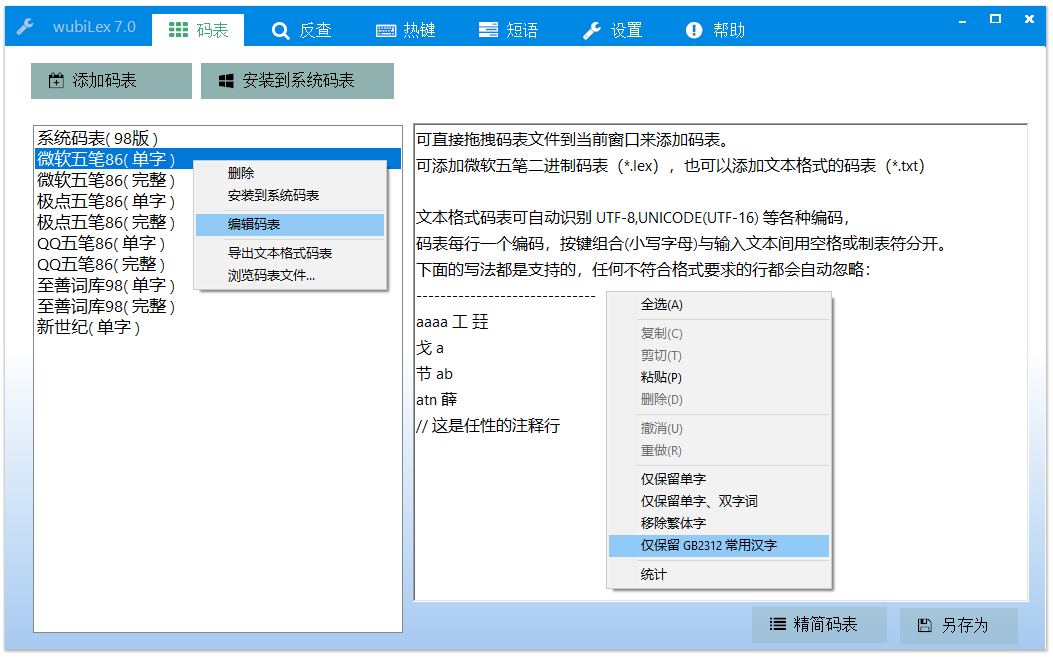 wubiLex 7.0
码表
反查
热键
短语
设置
帮助
添加码表
安装到系统码表
系统码表( 98版 )
微软五笔86( 单字 )
微软五笔86( 完整 )
极点五笔86( 单字 )
极点五笔86( 完整 )
QQ五笔86( 单字 )
QQ五笔86( 完整 )
至善词库98( 单字 )
至善词库98( 完整 )
新世纪( 单字 )
删除
安装到系统码表
编辑码表
导出文本格式码表
浏览码表文件...
可直接拖拽码表文件到当前窗口来添加码表。
可添加微软五笔二进制码表（*.lex），也可以添加文本格式的码表（*.txt）
文本格式码表可自动识别 UTF-8,UNICODE(UTF-16) 等各种编码，
码表每行一个编码，按键组合(小写字母)与输入文本间用空格或制表符分开。
下面的写法都是支持的，任何不符合格式要求的行都会自动忽略：
------------------------------
aaaa 工 㠭
戈 a
节 ab
atn 薛
// 这是任性的注释行
全选(A)
复制(C)
剪切(T)
粘贴(P)
删除(D)
撤消(U)
重做(R)
仅保留单字
仅保留单字、双字词
移除繁体字
仅保留 GB2312 常用汉字
统计
精简码表
另存为